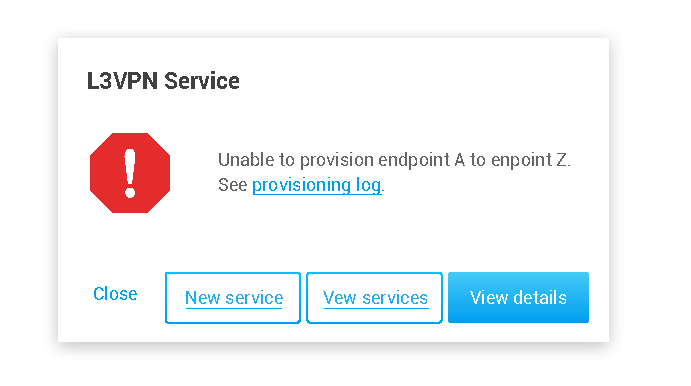 L3VPN Service
Unable to provision endpoint A to enpoint Z.
See provisioning log.
Close
New service
Vew services
View details